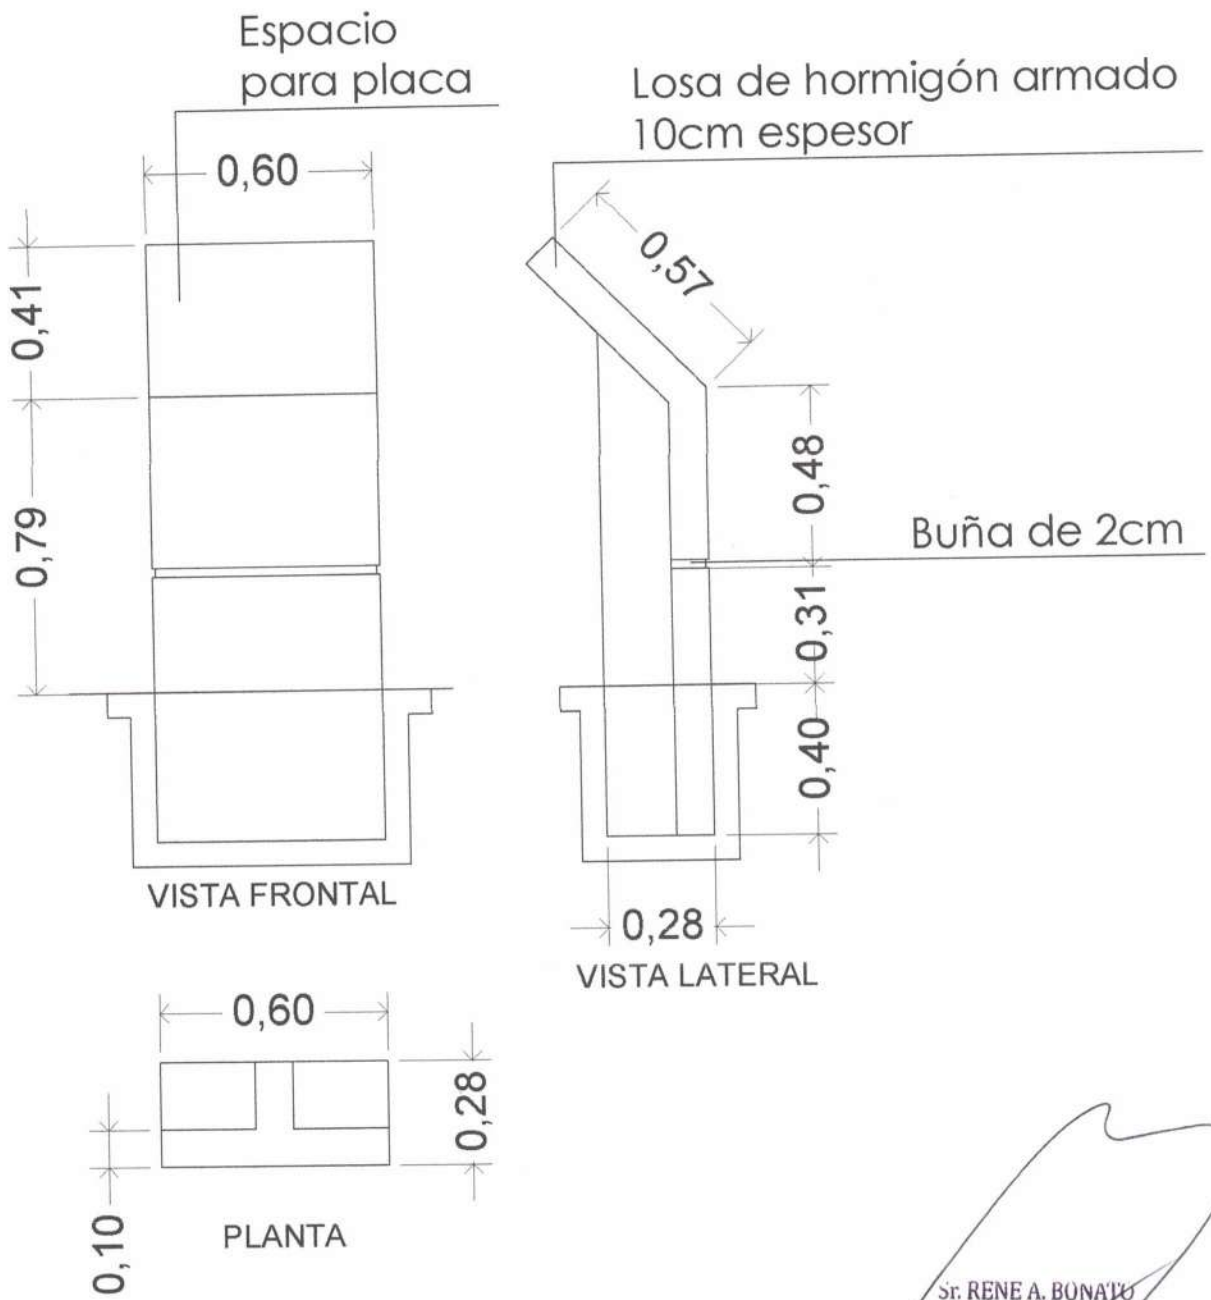 Espacio
para placa
Losa de hormigón armado
10cm espesor
0,60
0,41
0,79
0,57
0,48
Buña de 2cm
0,31
0,40
VISTA FRONTAL
0,28
VISTA LATERAL
0,60
0,28
0,10
PLANTA
Sr. RENE A. BONATO